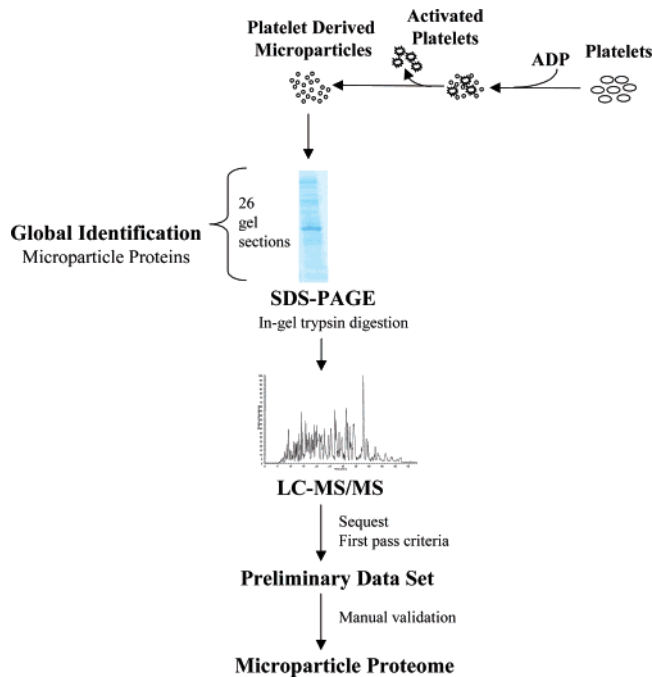 Platelet Derived
Microparticles
Activated
Platelets
ADP
Platelets
26
gel
sections
Global Identification
Microparticle Proteins
SDS-PAGE
In-gel trypsin digestion
LC-MS/MS
Sequest
First pass criteria
Preliminary Data Set
Manual validation
Microparticle Proteome